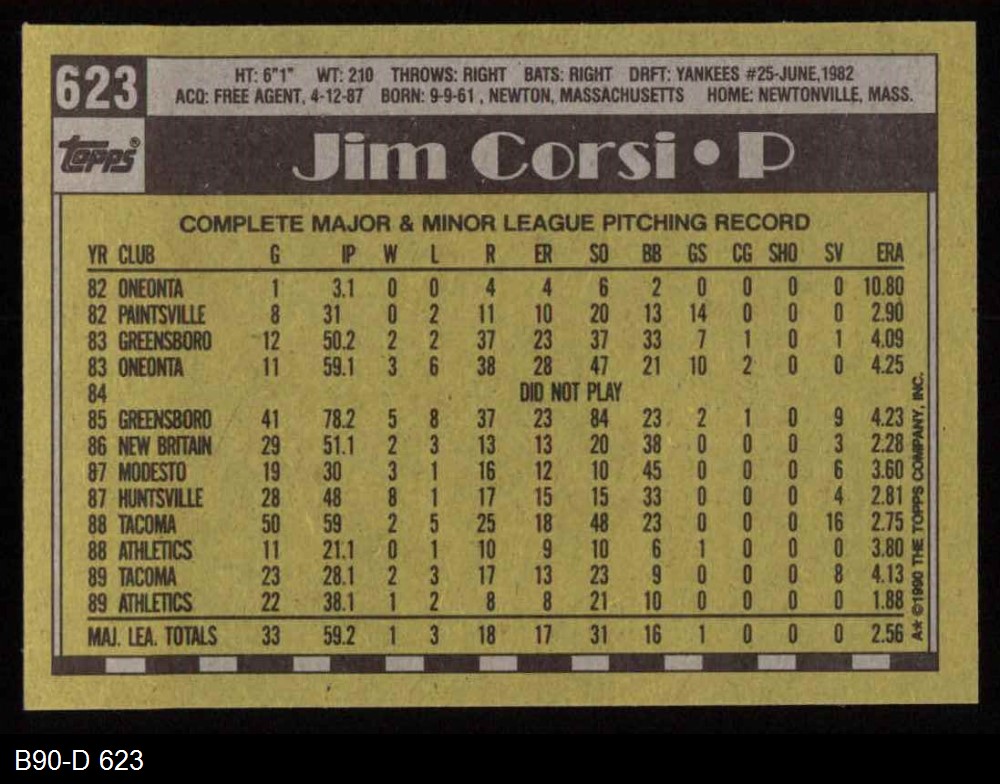 623
HT: 6"1" WT: 210 THROWS: RIGHT BATS: RIGHT DRFT: YANKEES #25-JUNE,1982
ACQ: FREE AGENT, 4-12-87 BORN: 9-9-61 , NEWTON, MASSACHUSETTS HOME: NEWTONVILLE, MASS.
topps®
Jim Corsi • P
COMPLETE MAJOR & MINOR LEAGUE PITCHING RECORD
YR CLUB G IP W L R ER SO BB GS CG SHO SV ERA
82 ONEONTA 1 3.1 0 0 4 4 6 2 0 0 0 0 10.80
82 PAINTSVILLE 8 31 0 2 11 10 20 13 14 0 0 0 2.90
83 GREENSBORO 12 50.2 2 2 37 23 37 33 7 1 0 1 4.09
83 ONEONTA 11 59.1 3 6 38 28 47 21 10 2 0 0 4.25
84 DID NOT PLAY
85 GREENSBORO 41 78.2 5 8 37 23 84 23 2 1 0 9 4.23
86 NEW BRITAIN 29 51.1 2 3 13 13 20 38 0 0 0 3 2.28
87 MODESTO 19 30 3 1 16 12 10 45 0 0 0 6 3.60
87 HUNTSVILLE 28 48 8 1 17 15 15 33 0 0 0 4 2.81
88 TACOMA 50 59 2 5 25 18 48 23 0 0 0 16 2.75
88 ATHLETICS 11 21.1 0 1 10 9 10 6 1 0 0 0 3.80
89 TACOMA 23 28.1 2 3 17 13 23 9 0 0 0 8 4.13
89 ATHLETICS 22 38.1 1 2 8 8 21 10 0 0 0 0 1.88
MAJ. LEA. TOTALS 33 59.2 1 3 18 17 31 16 1 0 0 0 2.56
A* ©1990 THE TOPPS COMPANY, INC.
B90-D 623